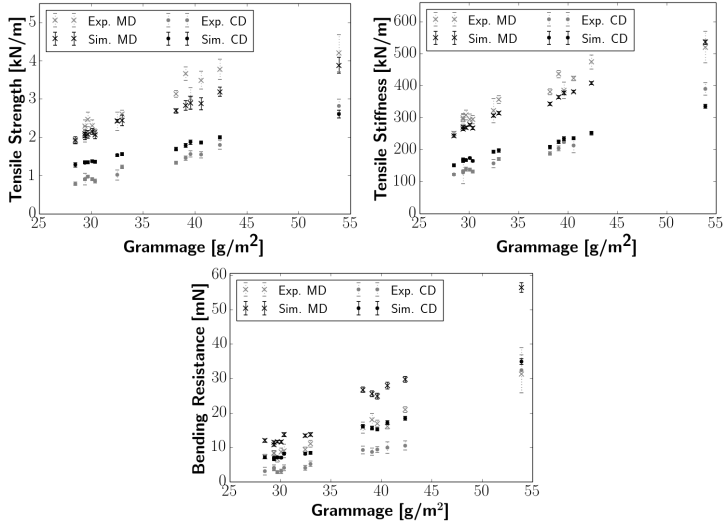 Tensile Strength [kN/m]
5
4
3
2
1
0
Exp. MD Exp. CD
Sim. MD Sim. CD
25 30 35 40 45 50 55
Grammage [g/m2]
Tensile Stiffness [kN/m]
600
500
400
300
200
100
0
Exp. MD Exp. CD
Sim. MD Sim. CD
25 30 35 40 45 50 55
Grammage [g/m2]
Bending Resistance [mN]
60
50
40
30
20
10
0
Exp. MD Exp. CD
Sim. MD Sim. CD
25 30 35 40 45 50 55
Grammage [g/m2]